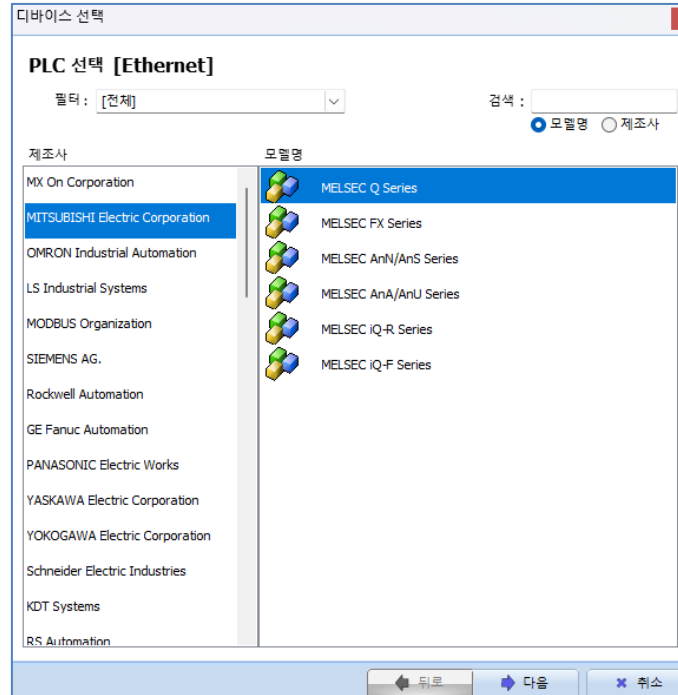 디바이스 선택
PLC 선택 [Ethernet]
필터 : [전체] 검색 :
모델명 제조사
제조사 모델명
MX On Corporation
MITSUBISHI Electric Corporation
OMRON Industrial Automation
LS Industrial Systems
MODBUS Organization
SIEMENS AG.
Rockwell Automation
GE Fanuc Automation
PANASONIC Electric Works
YASKAWA Electric Corporation
YOKOGAWA Electric Corporation
Schneider Electric Industries
KDT Systems
RS Automation
MELSEC Q Series
MELSEC FX Series
MELSEC AnN/AnS Series
MELSEC AnA/AnU Series
MELSEC iQ-R Series
MELSEC iQ-F Series
뒤로 다음 취소